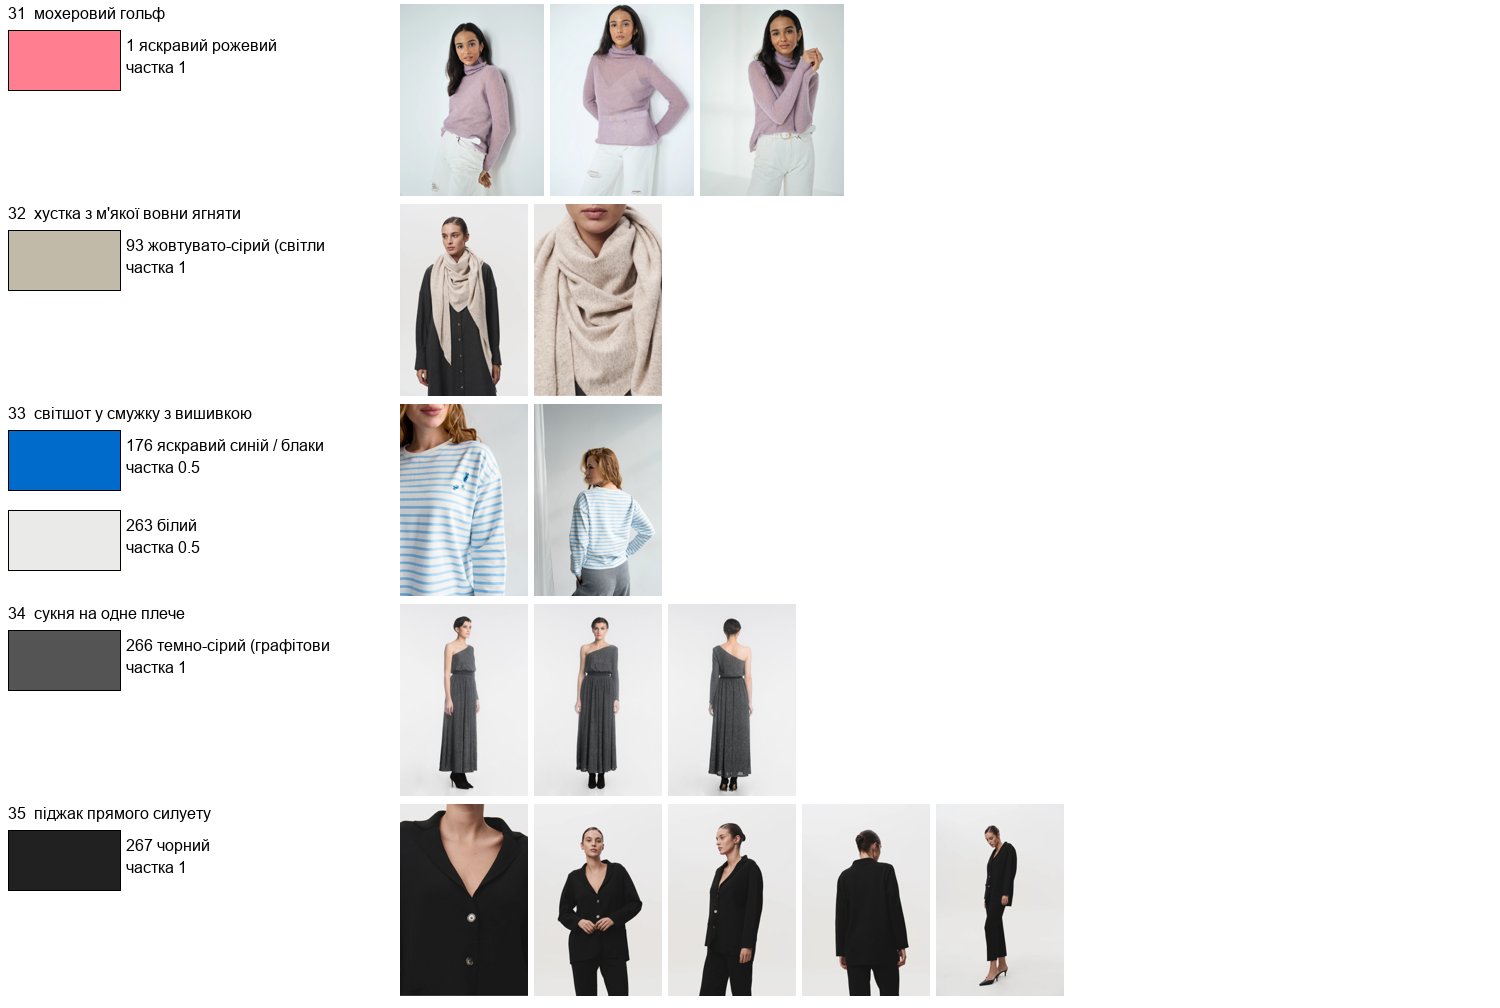 31 мохеровий гольф
1 яскравий рожевий
частка 1
32 хустка з м'якої вовни ягняти
93 жовтувато-сірий (світли
частка 1
33 світшот у смужку з вишивкою
176 яскравий синій / блаки
частка 0.5
263 білий
частка 0.5
34 сукня на одне плече
266 темно-сірий (графітови
частка 1
35 піджак прямого силуету
267 чорний
частка 1